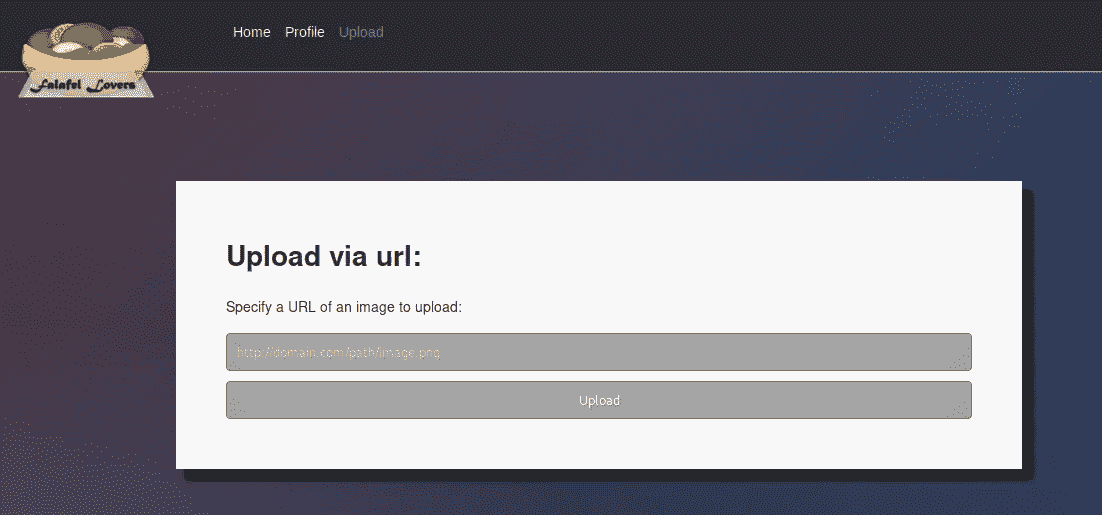 Home Profile Upload
Falafel Lovers
Upload via url:
Specify a URL of an image to upload:
http://domain.com/path/image.png
Upload